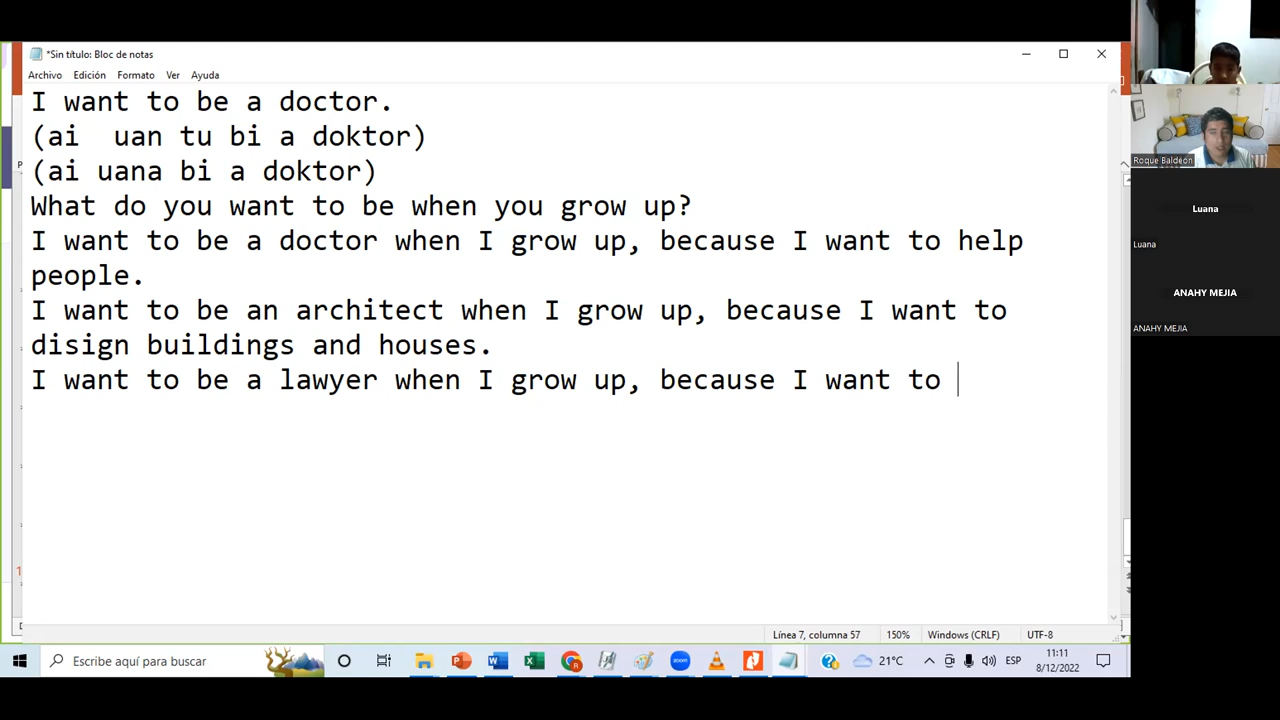 *Sin título: Bloc de notas
Archivo Edición Formato Ver Ayuda
I want to be a doctor.
(ai uan tu bi a doktor)
(ai uana bi a doktor)
What do you want to be when you grow up?
I want to be a doctor when I grow up, because I want to help
people.
I want to be an architect when I grow up, because I want to
disign buildings and houses.
I want to be a lawyer when I grow up, because I want to
Línea 7, columna 57 150% Windows (CRLF) UTF-8
Escribe aquí para buscar
21°C ESP
11:11
8/12/2022
Roque Baldeon
Luana
Luana
ANAHY MEJIA
ANAHY MEJIA